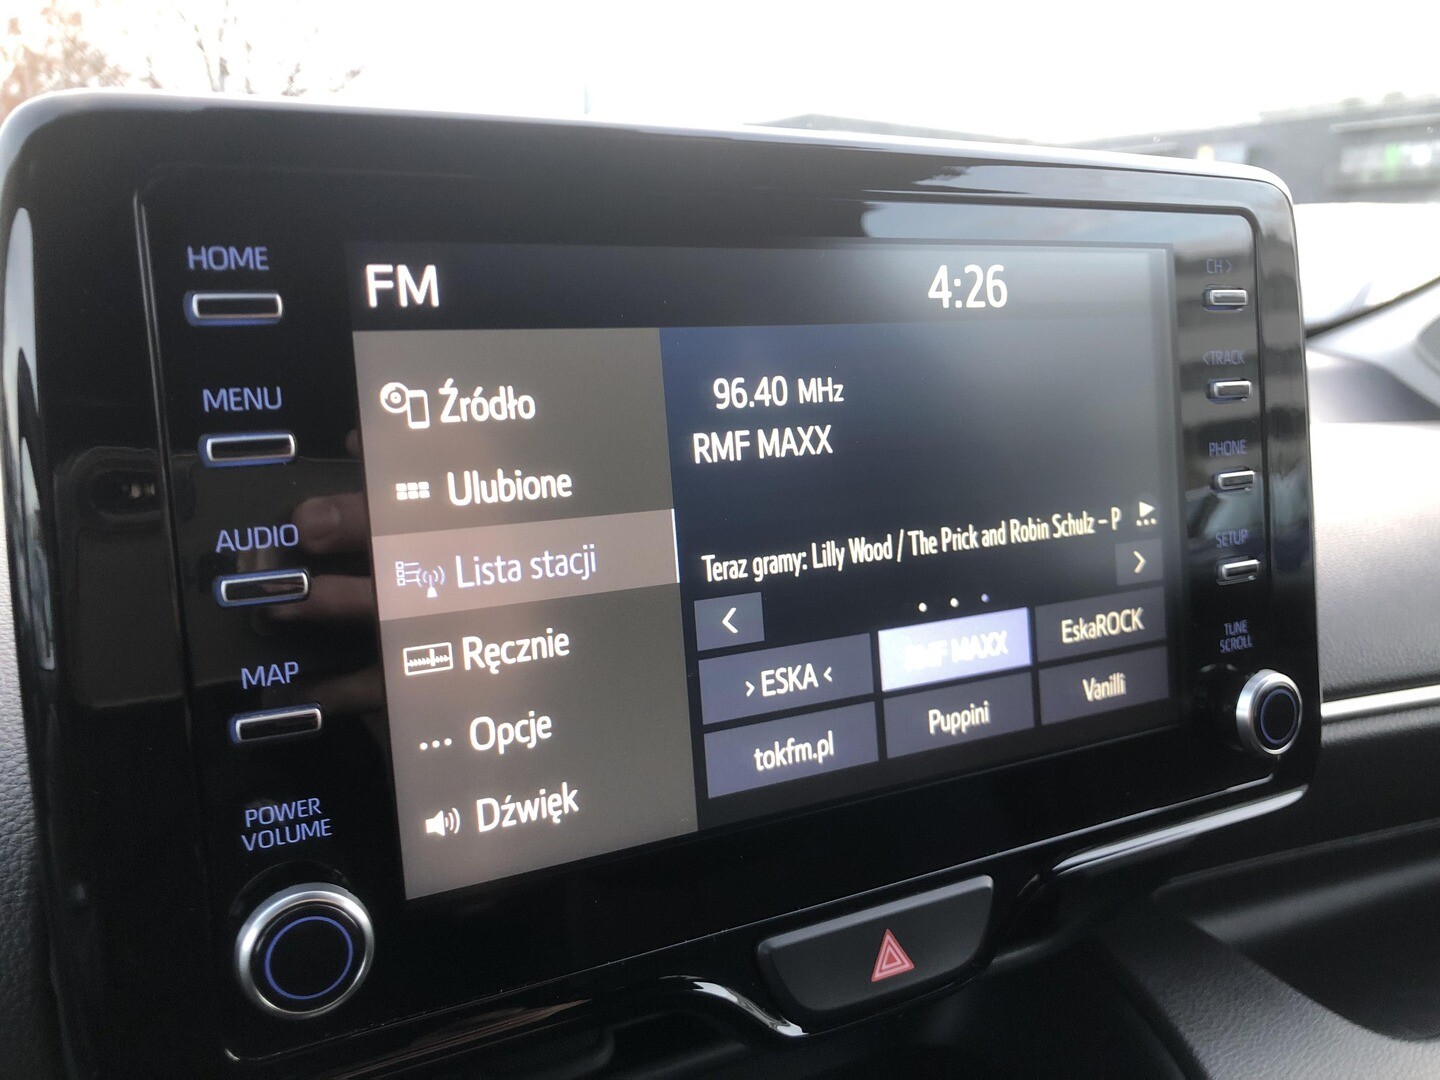 HOME
MENU
AUDIO
MAP
POWER
VOLUME
FM
4:26
Źródło
Ulubione
Lista stacji
Ręcznie
... Opcje
Dźwięk
96.40 MHz
RMF MAXX
Teraz gramy: Lilly Wood / The Prick and Robin Schulz – P
< >
› ESKA ‹
RMF MAXX
EskaROCK
tokfm.pl
Puppini
Vanilli
CH >
< TRACK
PHONE
SETUP
TUNE
SCROLL